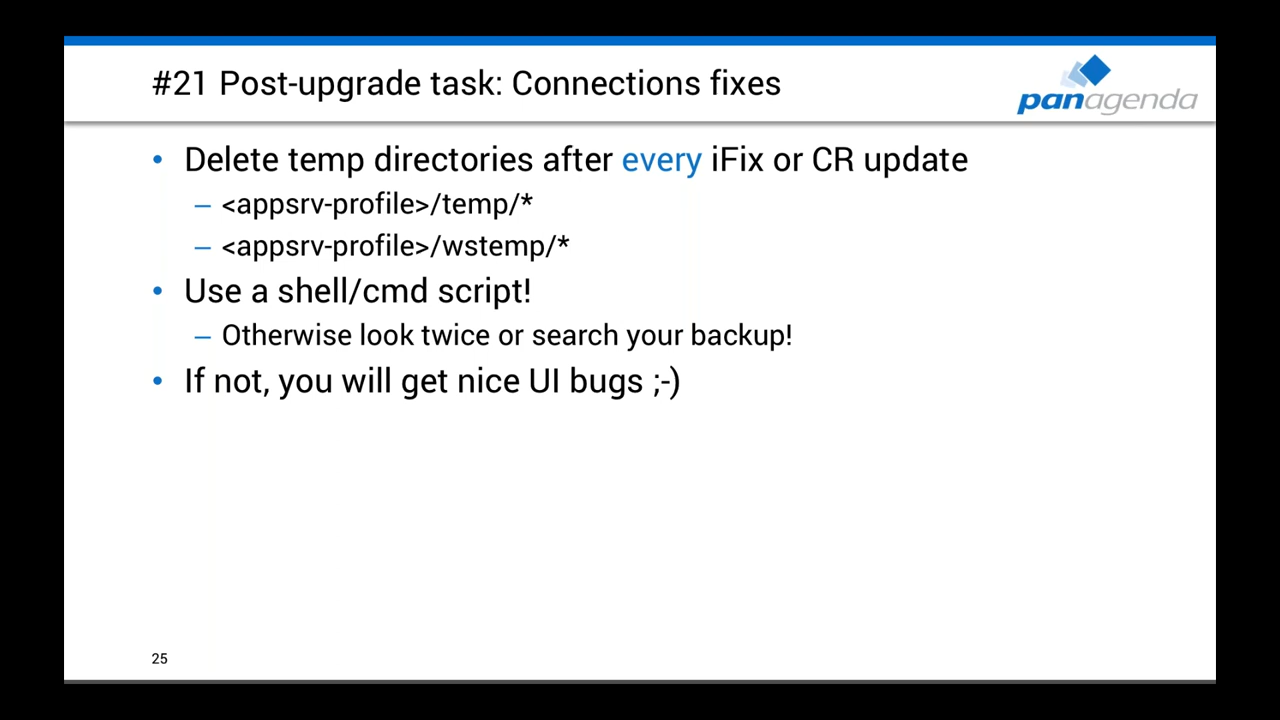 #21 Post-upgrade task: Connections fixes
panagenda
• Delete temp directories after every iFix or CR update
– <appsrv-profile>/temp/*
– <appsrv-profile>/wstemp/*
• Use a shell/cmd script!
– Otherwise look twice or search your backup!
• If not, you will get nice UI bugs ;-)
25